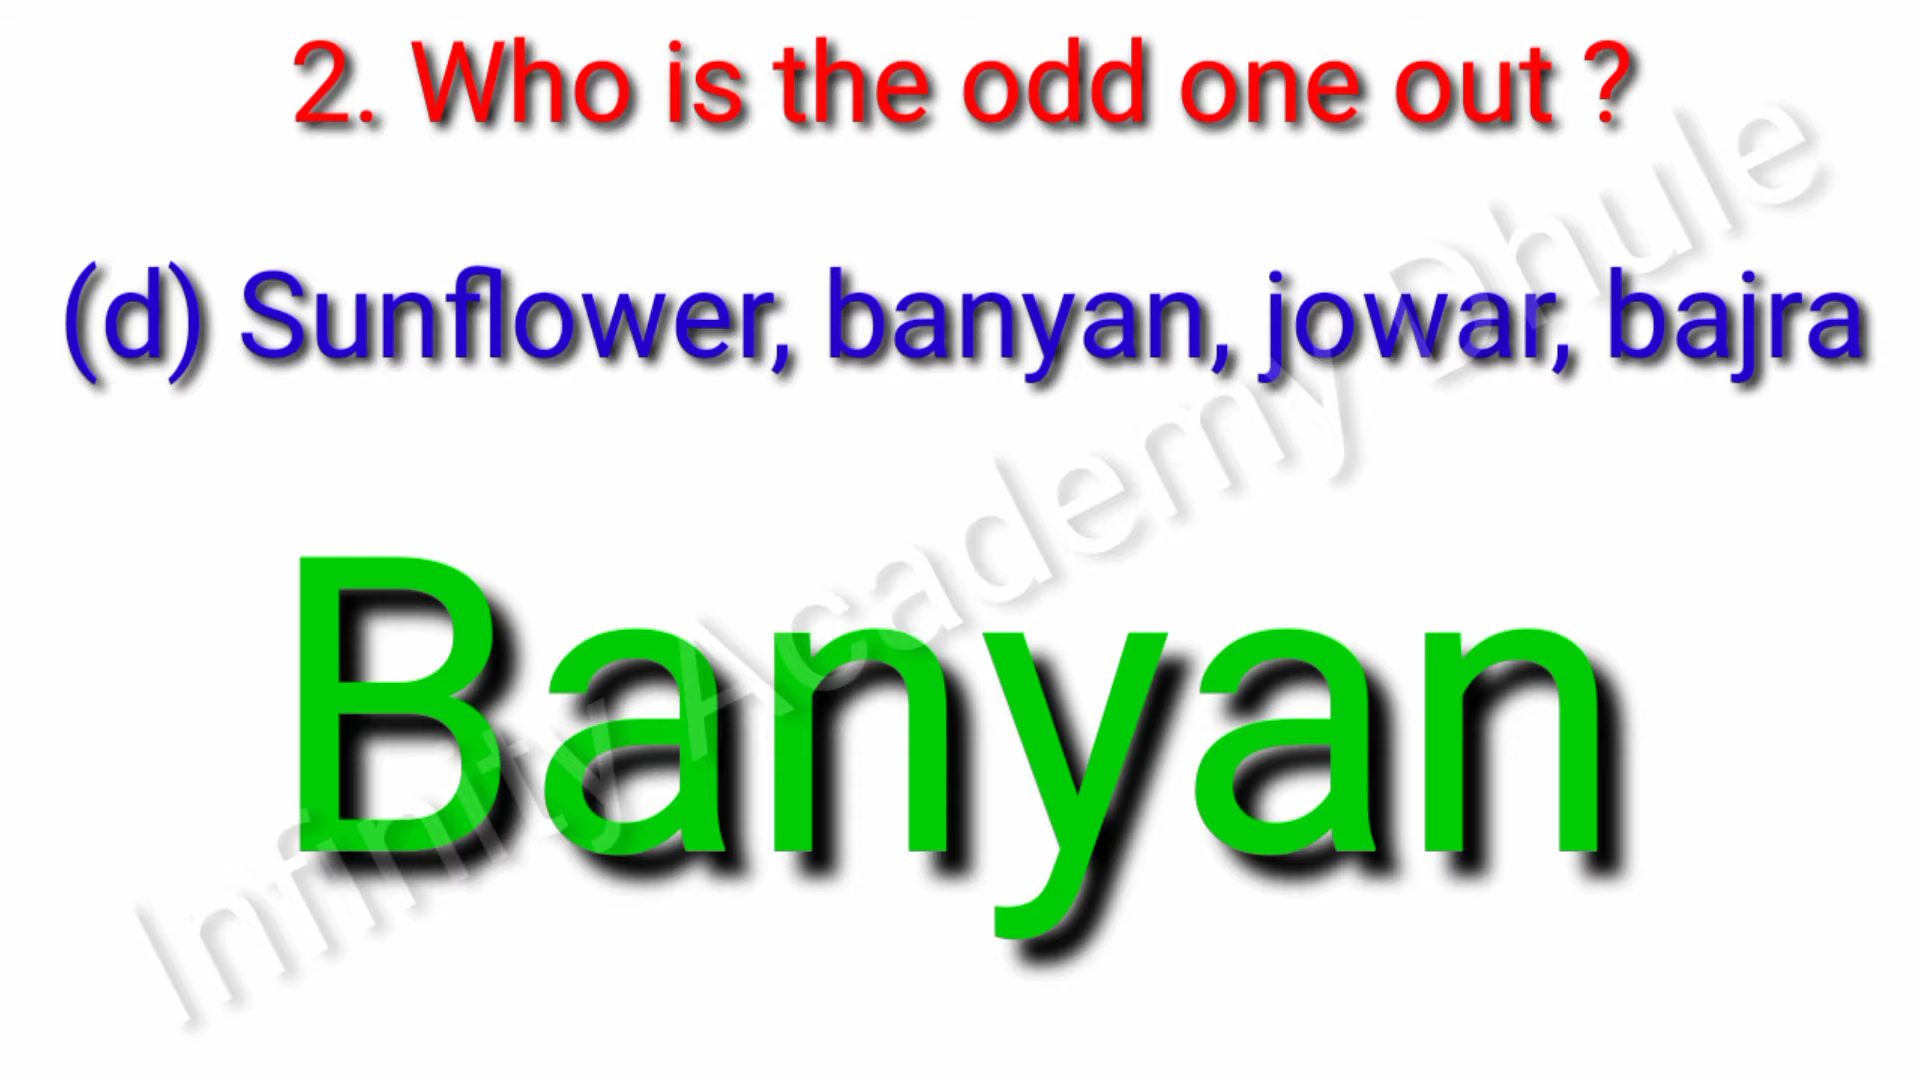 2. Who is the odd one out ?
(d) Sunflower, banyan, jowar, bajra
Banyan
Infinity Academy Dhule